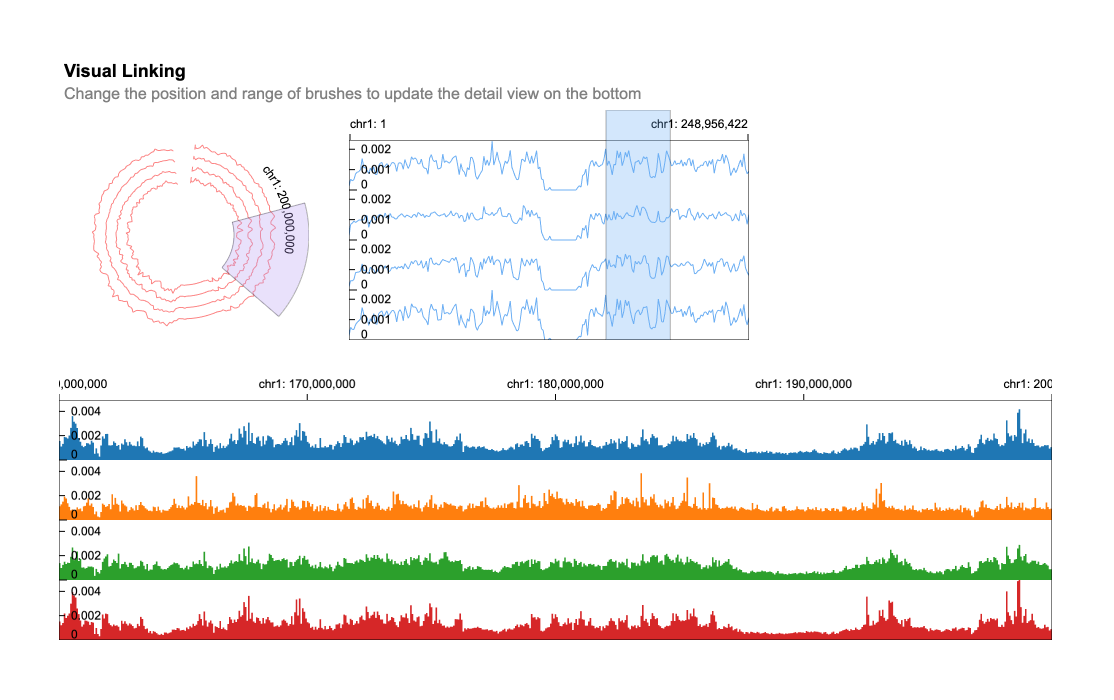 Visual Linking
Change the position and range of brushes to update the detail view on the bottom
chr1: 200,000,000
chr1: 1
chr1: 248,956,422
0.002
0.001
0
0.002
0.001
0
0.002
0.001
0
0.002
0.001
0
,000,000
chr1: 170,000,000
chr1: 180,000,000
chr1: 190,000,000
chr1: 200
0.004
0.002
0
0.004
0.002
0
0.004
0.002
0
0.004
0.002
0